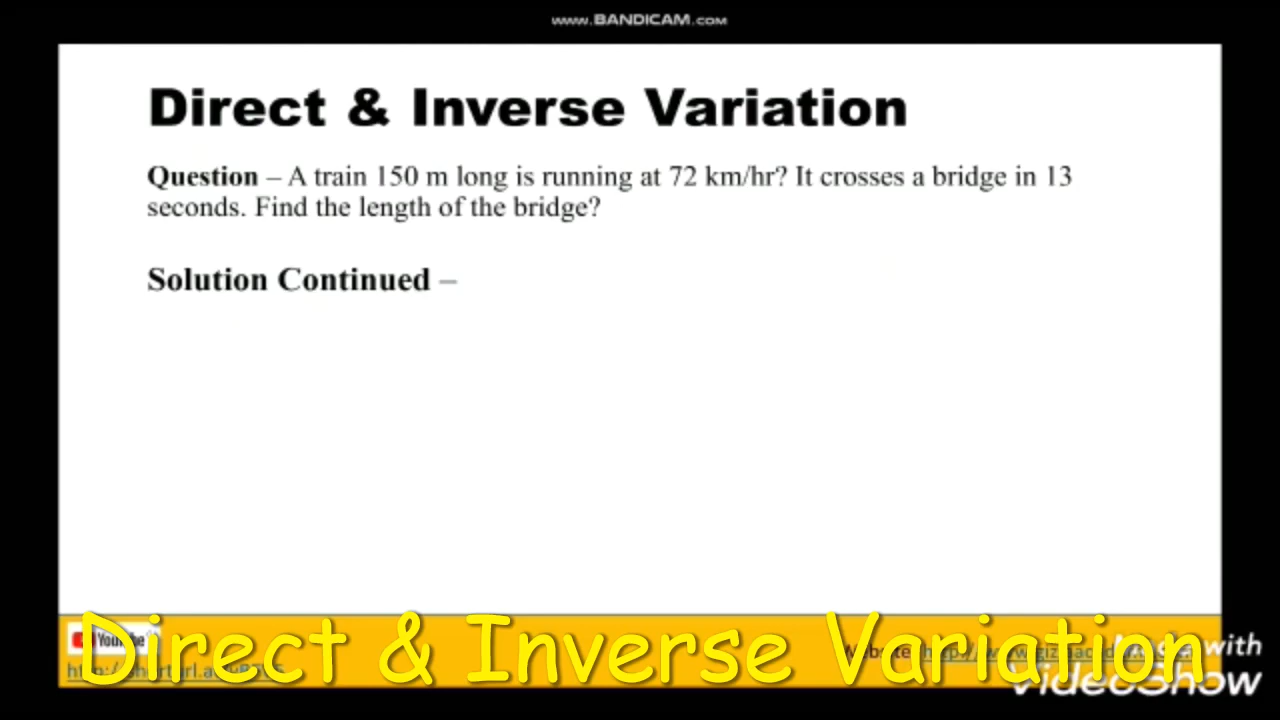 www.BANDICAM.com
Direct & Inverse Variation
Question – A train 150 m long is running at 72 km/hr? It crosses a bridge in 13
seconds. Find the length of the bridge?
Solution Continued –
YouTube
Direct & Inverse Variation
with
VideoShow